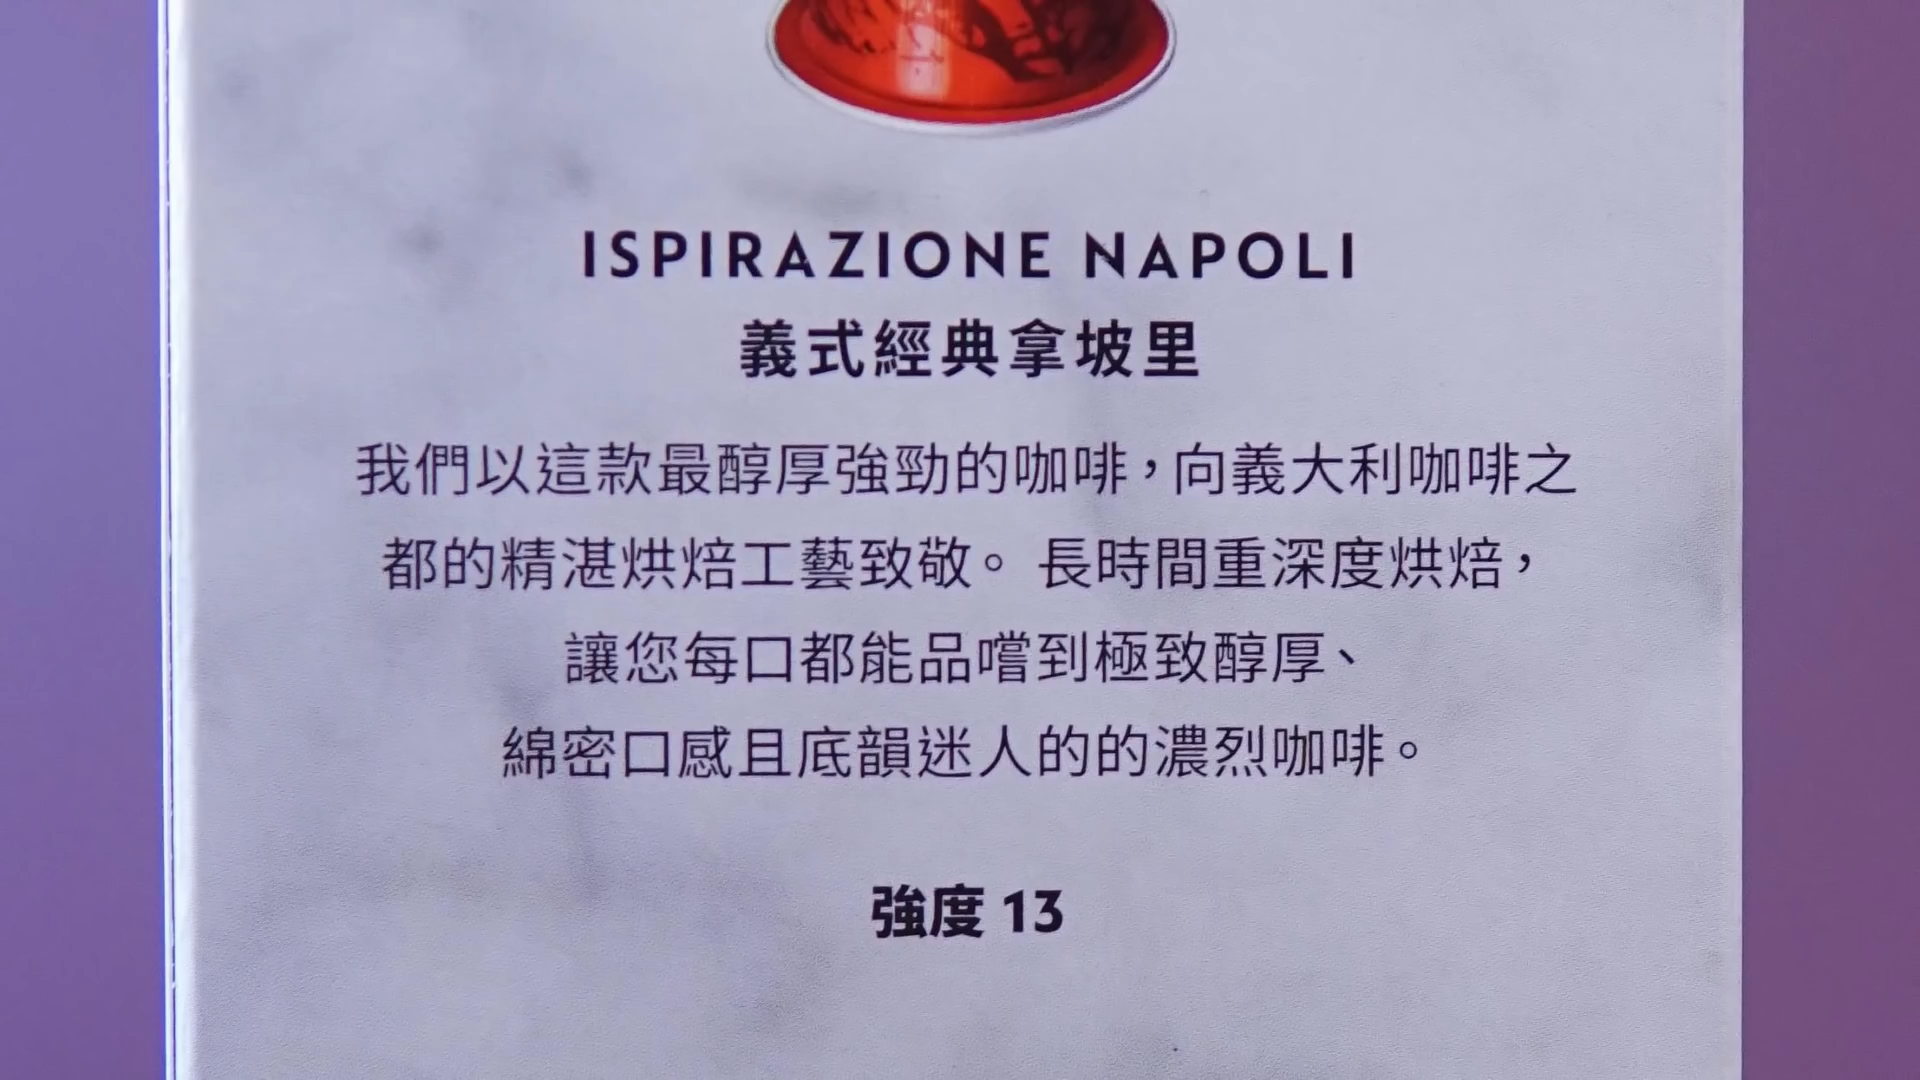 ISPIRAZIONE NAPOLI
義式經典拿坡里
我們以這款最醇厚強勁的咖啡，向義大利咖啡之
都的精湛烘焙工藝致敬。 長時間重深度烘焙，
讓您每口都能品嚐到極致醇厚、
綿密口感且底韻迷人的的濃烈咖啡。
強度 13